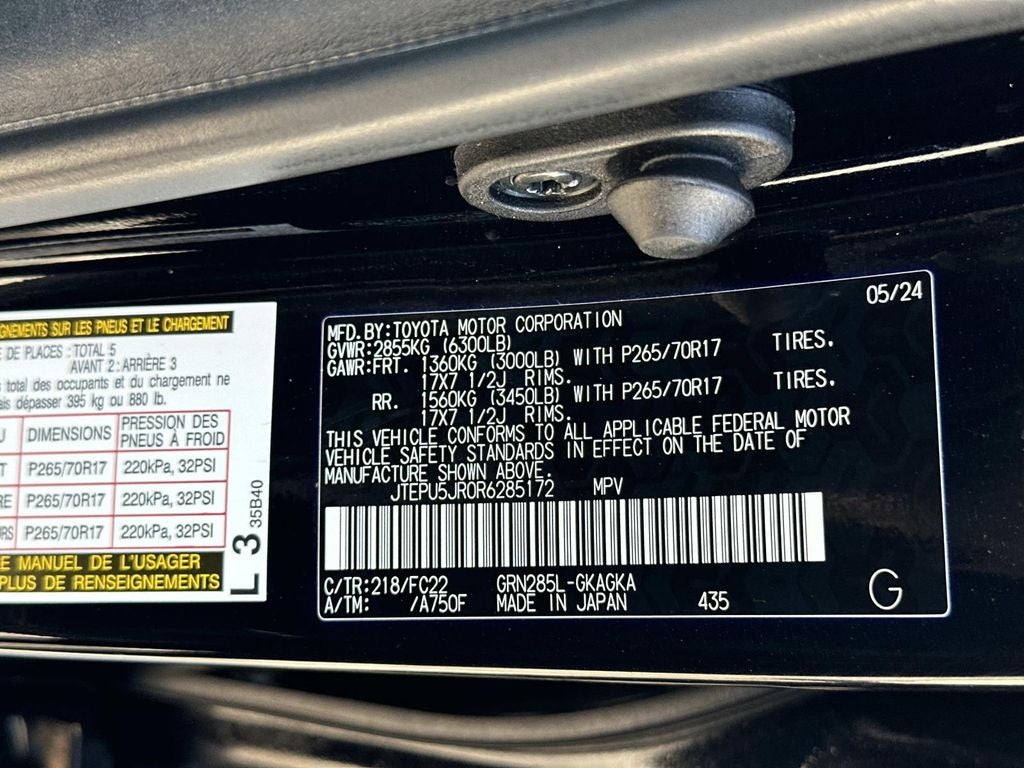 GNEMENTS SUR LES PNEUS ET LE CHARGEMENT
E DE PLACES : TOTAL 5
AVANT 2 : ARRIÈRE 3
total des occupants et du chargement ne
ais dépasser 395 kg ou 880 lb.
DIMENSIONS PRESSION DES PNEUS À FROID
T P265/70R17 220kPa, 32PSI
RE P265/70R17 220kPa, 32PSI
RS P265/70R17 220kPa, 32PSI
E MANUEL DE L'USAGER
PLUS DE RENSEIGNEMENTS
L 3
35B40
05/24
MFD. BY:TOYOTA MOTOR CORPORATION
GVWR:2855KG (6300LB)
GAWR:FRT. 1360KG (3000LB) WITH P265/70R17 TIRES.
17X7 1/2J RIMS.
RR. 1560KG (3450LB) WITH P265/70R17 TIRES.
17X7 1/2J RIMS.
THIS VEHICLE CONFORMS TO ALL APPLICABLE FEDERAL MOTOR
VEHICLE SAFETY STANDARDS IN EFFECT ON THE DATE OF
MANUFACTURE SHOWN ABOVE.
JTEPU5JR0R6285172 MPV
C/TR:218/FC22 GRN285L-GKAGKA
A/TM: /A750F MADE IN JAPAN 435
G